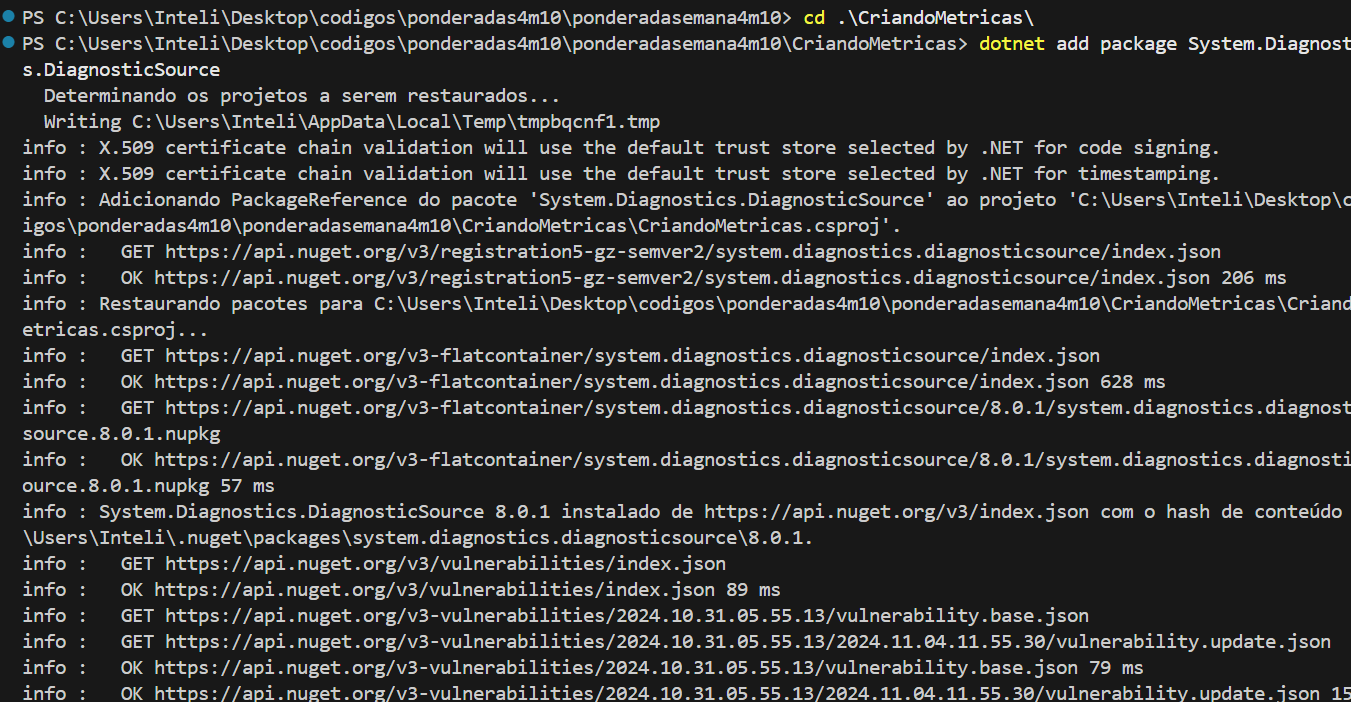 PS C:\Users\Inteli\Desktop\codigos\ponderadas4m10\ponderadasemana4m10> cd .\CriandoMetricas\
PS C:\Users\Inteli\Desktop\codigos\ponderadas4m10\ponderadasemana4m10\CriandoMetricas> dotnet add package System.Diagnost
s.DiagnosticSource
Determinando os projetos a serem restaurados...
Writing C:\Users\Inteli\AppData\Local\Temp\tmpbqcnf1.tmp
info : X.509 certificate chain validation will use the default trust store selected by .NET for code signing.
info : X.509 certificate chain validation will use the default trust store selected by .NET for timestamping.
info : Adicionando PackageReference do pacote 'System.Diagnostics.DiagnosticSource' ao projeto 'C:\Users\Inteli\Desktop\c
igos\ponderadas4m10\ponderadasemana4m10\CriandoMetricas\CriandoMetricas.csproj'.
info :   GET https://api.nuget.org/v3/registration5-gz-semver2/system.diagnostics.diagnosticsource/index.json
info :   OK https://api.nuget.org/v3/registration5-gz-semver2/system.diagnostics.diagnosticsource/index.json 206 ms
info : Restaurando pacotes para C:\Users\Inteli\Desktop\codigos\ponderadas4m10\ponderadasemana4m10\CriandoMetricas\Criand
etricas.csproj...
info :   GET https://api.nuget.org/v3-flatcontainer/system.diagnostics.diagnosticsource/index.json
info :   OK https://api.nuget.org/v3-flatcontainer/system.diagnostics.diagnosticsource/index.json 628 ms
info :   GET https://api.nuget.org/v3-flatcontainer/system.diagnostics.diagnosticsource/8.0.1/system.diagnostics.diagnost
source.8.0.1.nupkg
info :   OK https://api.nuget.org/v3-flatcontainer/system.diagnostics.diagnosticsource/8.0.1/system.diagnostics.diagnosti
ource.8.0.1.nupkg 57 ms
info : System.Diagnostics.DiagnosticSource 8.0.1 instalado de https://api.nuget.org/v3/index.json com o hash de conteúdo
\Users\Inteli\.nuget\packages\system.diagnostics.diagnosticsource\8.0.1.
info :   GET https://api.nuget.org/v3/vulnerabilities/index.json
info :   OK https://api.nuget.org/v3/vulnerabilities/index.json 89 ms
info :   GET https://api.nuget.org/v3-vulnerabilities/2024.10.31.05.55.13/vulnerability.base.json
info :   GET https://api.nuget.org/v3-vulnerabilities/2024.10.31.05.55.13/2024.11.04.11.55.30/vulnerability.update.json
info :   OK https://api.nuget.org/v3-vulnerabilities/2024.10.31.05.55.13/vulnerability.base.json 79 ms
info :   OK https://api.nuget.org/v3-vulnerabilities/2024.10.31.05.55.13/2024.11.04.11.55.30/vulnerability.update.json 15